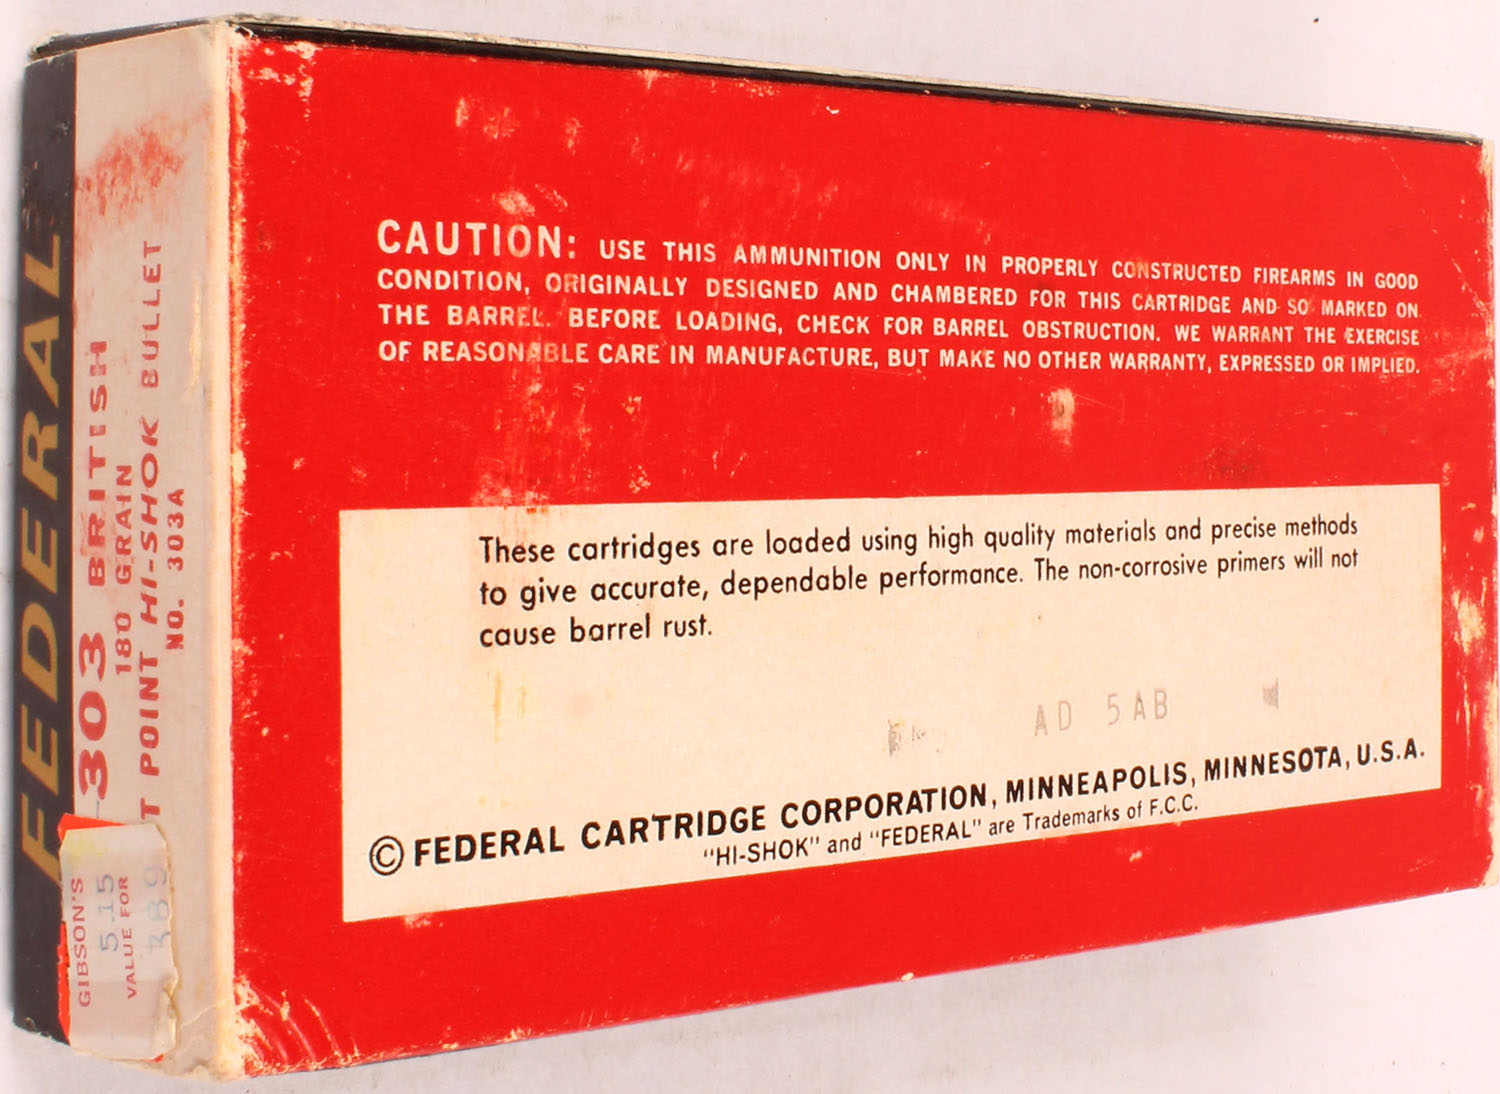 FEDERAL
303 BRITISH
180 GRAIN
T POINT HI-SHOK BULLET
NO. 303A
GIBSON'S
5.15
VALUE FOR
389
CAUTION: USE THIS AMMUNITION ONLY IN PROPERLY CONSTRUCTED FIREARMS IN GOOD
CONDITION, ORIGINALLY DESIGNED AND CHAMBERED FOR THIS CARTRIDGE AND SO MARKED ON
THE BARREL. BEFORE LOADING, CHECK FOR BARREL OBSTRUCTION. WE WARRANT THE EXERCISE
OF REASONABLE CARE IN MANUFACTURE, BUT MAKE NO OTHER WARRANTY, EXPRESSED OR IMPLIED.
These cartridges are loaded using high quality materials and precise methods
to give accurate, dependable performance. The non-corrosive primers will not
cause barrel rust.
AD 5AB
© FEDERAL CARTRIDGE CORPORATION, MINNEAPOLIS, MINNESOTA, U.S.A.
"HI-SHOK" and "FEDERAL" are Trademarks of F.C.C.